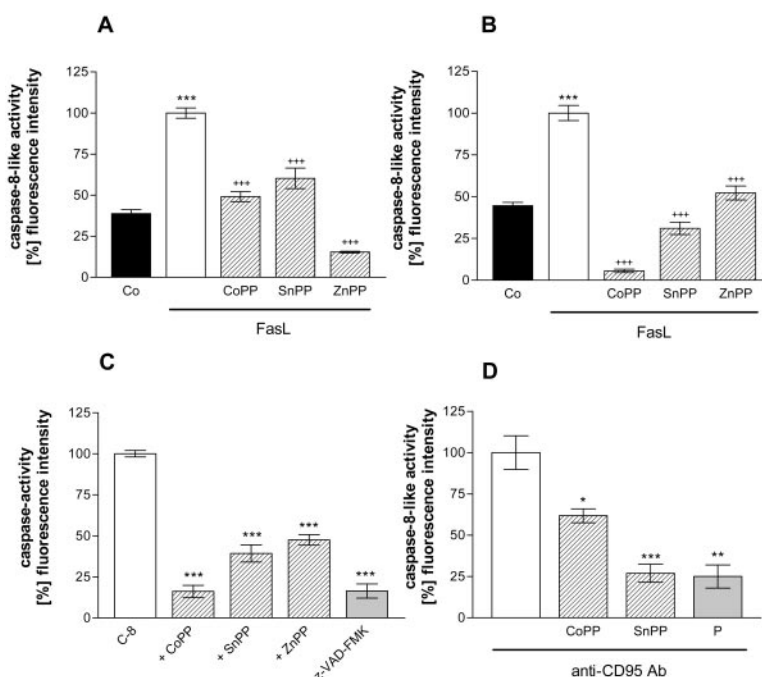 A
caspase-8-like activity
[%] fluorescence intensity
125
100
75
50
25
0
***
+++
+++
+++
Co
CoPP
SnPP
ZnPP
FasL
B
caspase-8-like activity
[%] fluorescence intensity
125
100
75
50
25
0
***
+++
+++
+++
Co
CoPP
SnPP
ZnPP
FasL
C
caspase-activity
[%] fluorescence intensity
125
100
75
50
25
0
***
***
***
***
C-8
+ CoPP
+ SnPP
+ ZnPP
z-VAD-FMK
D
caspase-8-like activity
[%] fluorescence intensity
125
100
75
50
25
0
*
***
**
CoPP
SnPP
P
anti-CD95 Ab